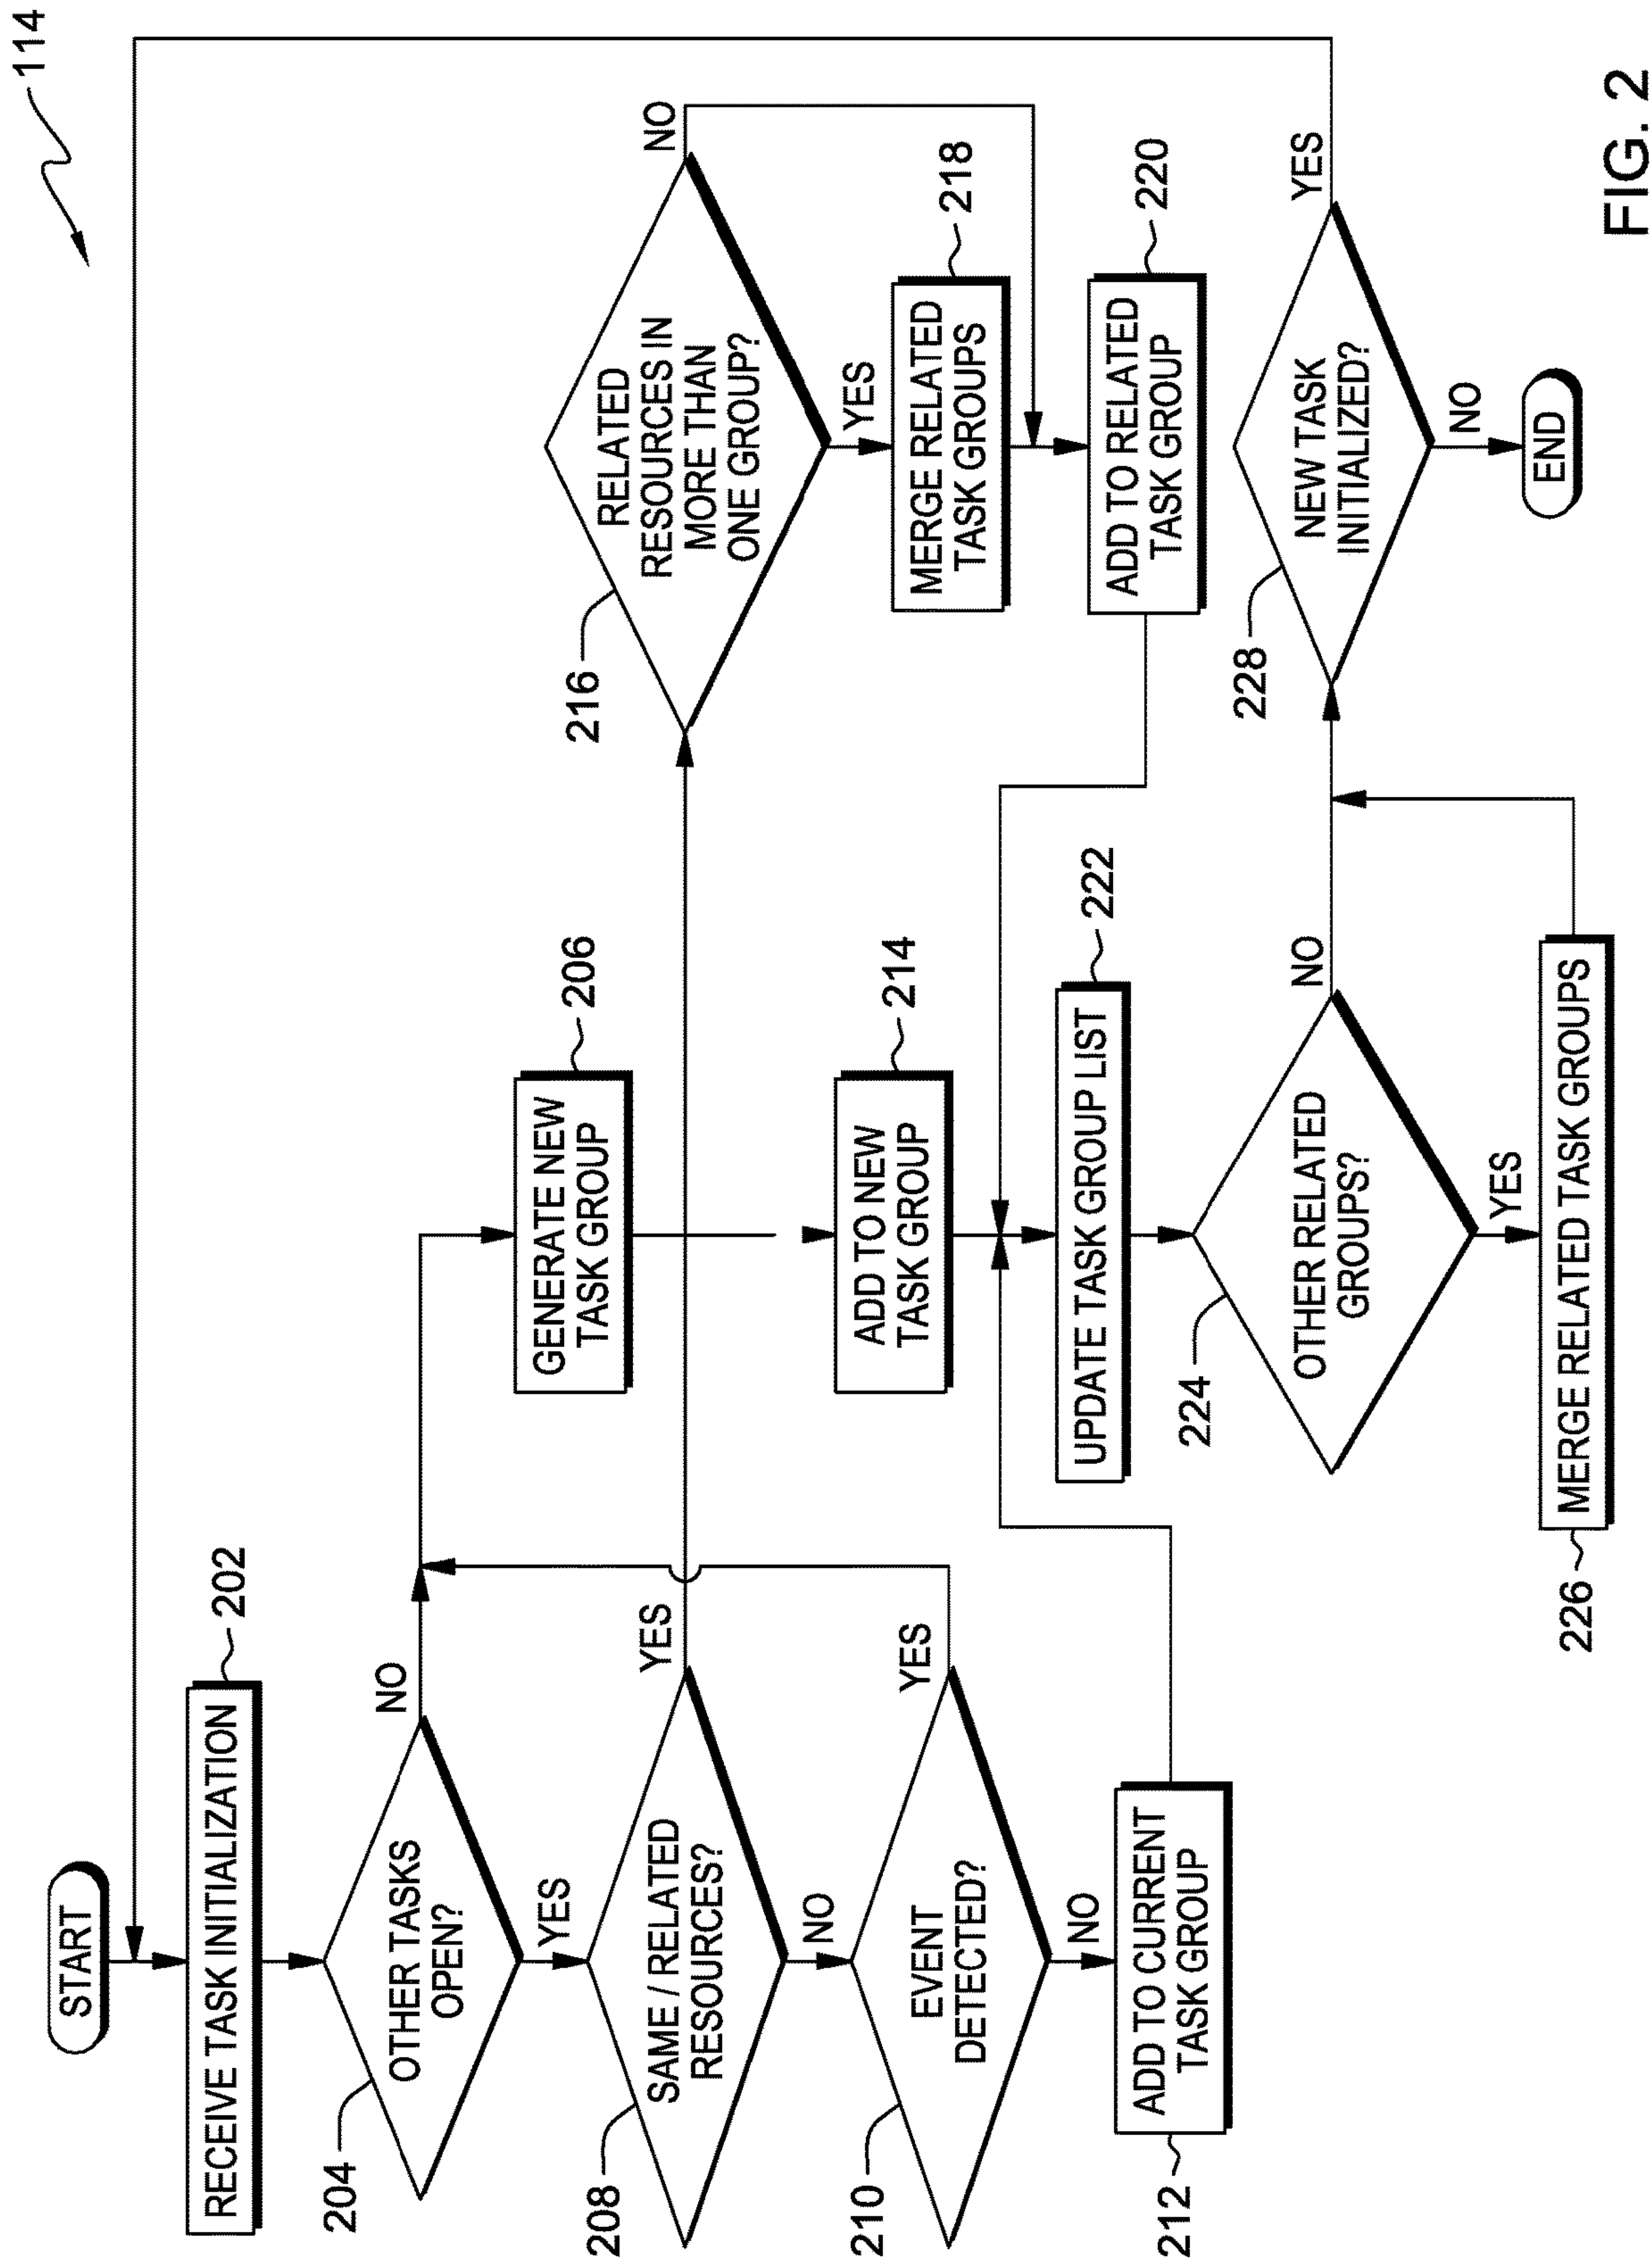 114
START
RECEIVE TASK INITIALIZATION
202
204
OTHER TASKS
OPEN?
NO
YES
GENERATE NEW
TASK GROUP
206
208
SAME / RELATED
RESOURCES?
YES
NO
216
RELATED
RESOURCES IN
MORE THAN
ONE GROUP?
NO
YES
210
EVENT
DETECTED?
YES
NO
ADD TO NEW
TASK GROUP
214
MERGE RELATED
TASK GROUPS
218
212
ADD TO CURRENT
TASK GROUP
UPDATE TASK GROUP LIST
222
ADD TO RELATED
TASK GROUP
220
224
OTHER RELATED
GROUPS?
NO
YES
228
NEW TASK
INITIALIZED?
YES
NO
226
MERGE RELATED TASK GROUPS
END
FIG. 2